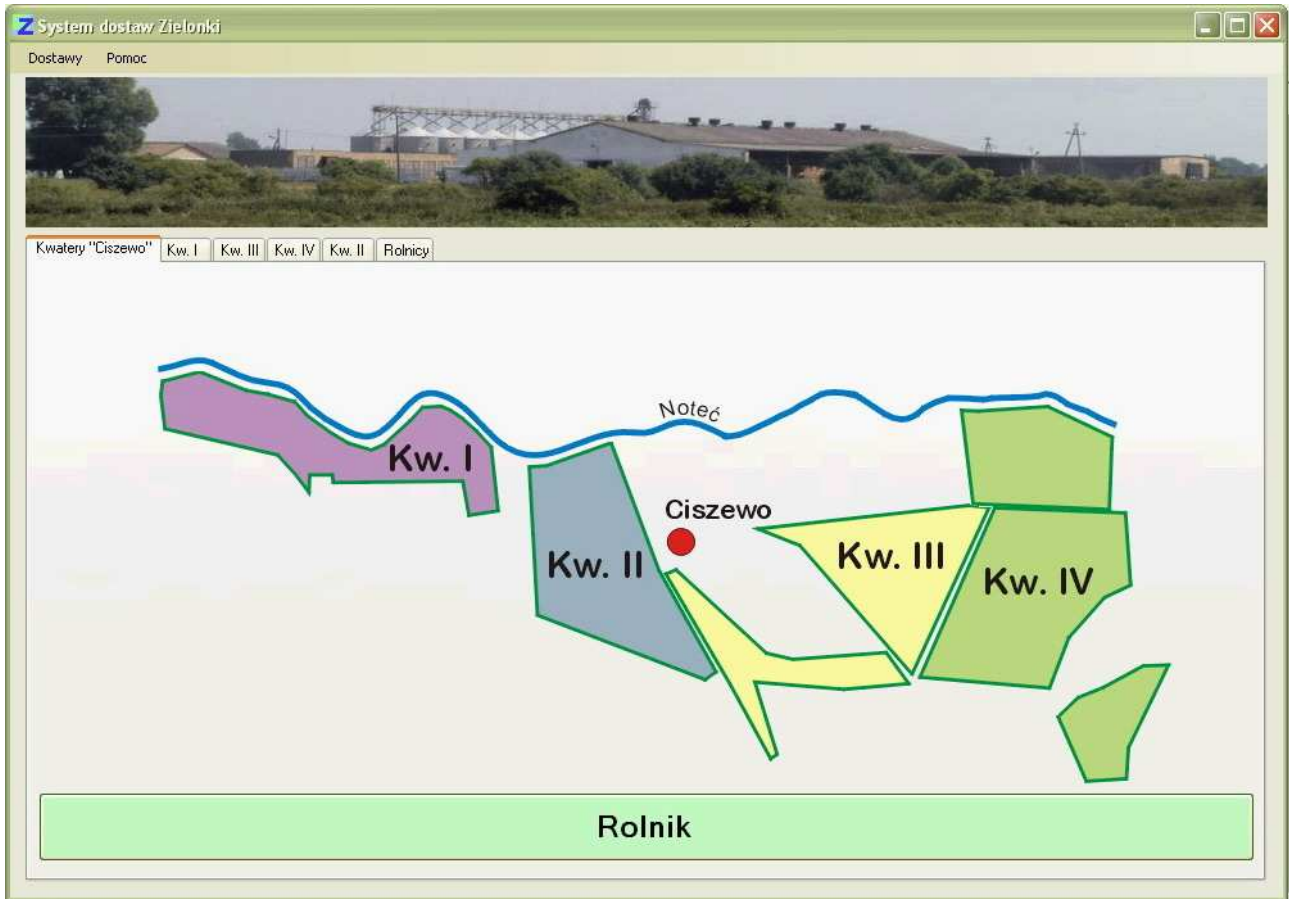 Z System dostaw Zielonki
Dostawy Pomoc
Kwatery "Ciszewo" Kw. I Kw. III Kw. IV Kw. II Rolnicy
Noteć
Kw. I
Ciszewo
Kw. II
Kw. III
Kw. IV
Rolnik